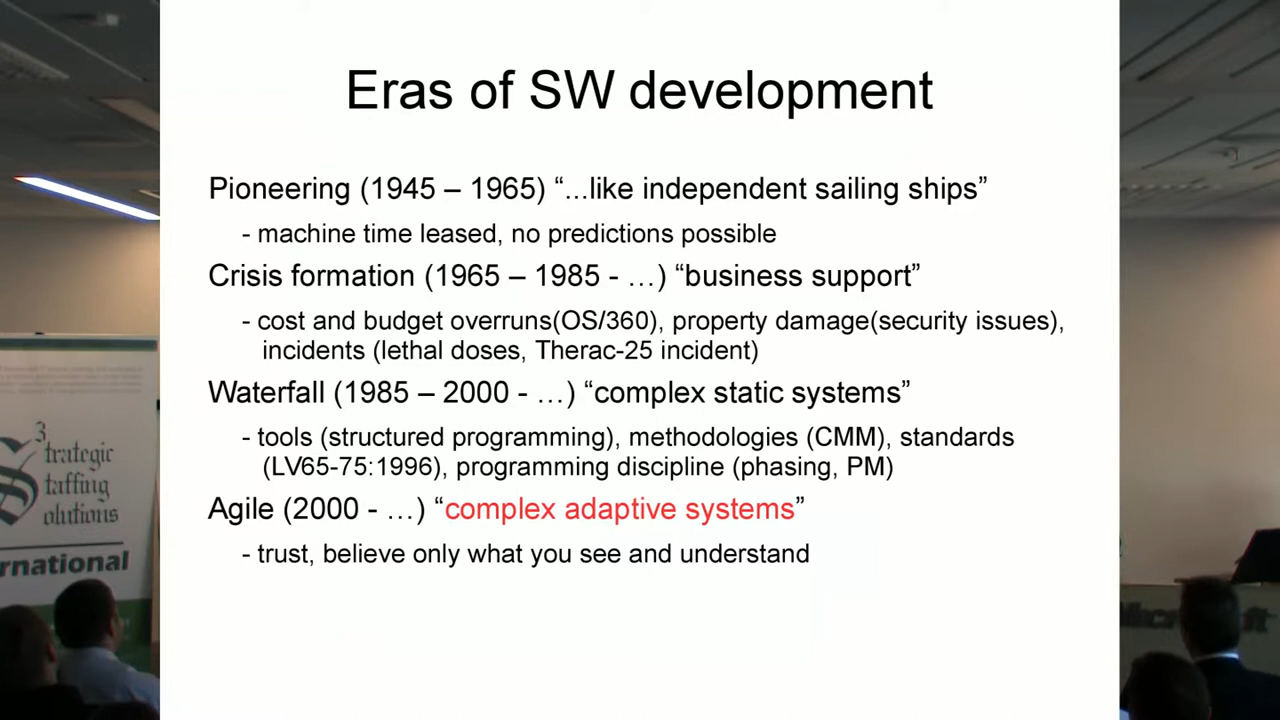 Eras of SW development
Pioneering (1945 – 1965) “...like independent sailing ships”
- machine time leased, no predictions possible
Crisis formation (1965 – 1985 - …) “business support”
- cost and budget overruns(OS/360), property damage(security issues),
incidents (lethal doses, Therac-25 incident)
Waterfall (1985 – 2000 - …) “complex static systems”
- tools (structured programming), methodologies (CMM), standards
(LV65-75:1996), programming discipline (phasing, PM)
Agile (2000 - …) “complex adaptive systems”
- trust, believe only what you see and understand
3
trategic
taffing
olutions
rnational
Microsoft